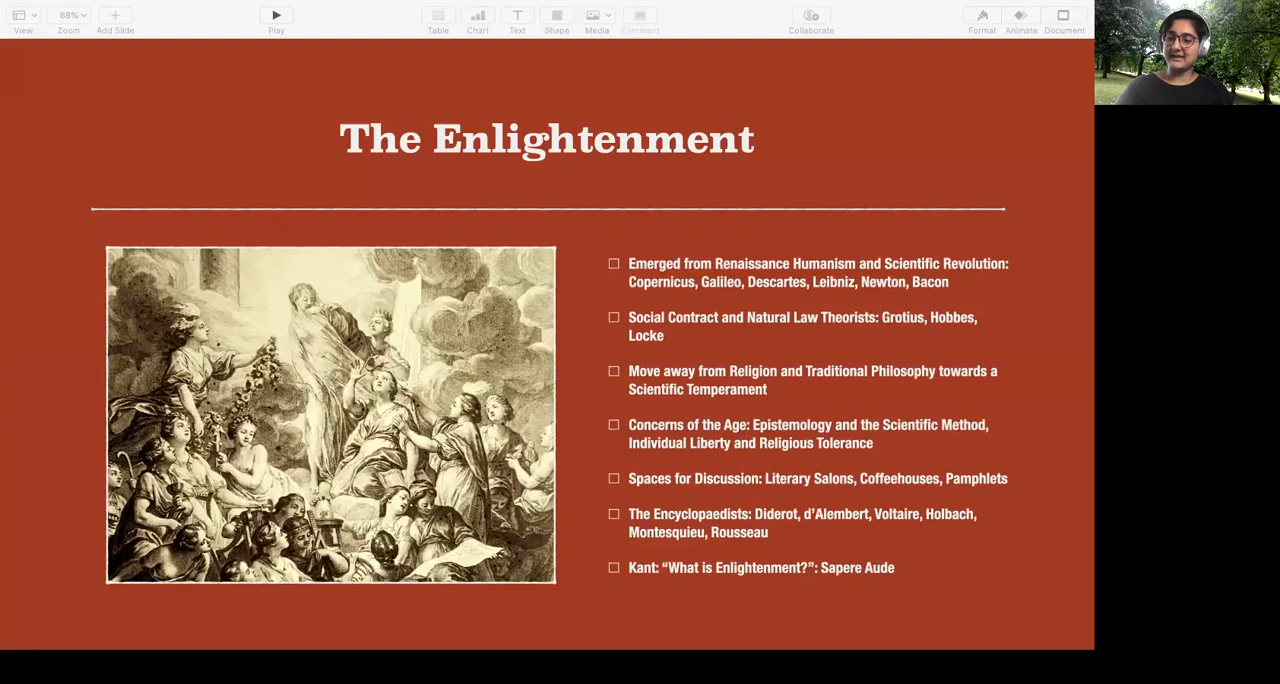 68%
View
Zoom
Add Slide
Play
Table
Chart
Text
Shape
Media
Comment
Collaborate
Format
Animate
Document
The Enlightenment
Emerged from Renaissance Humanism and Scientific Revolution:
Copernicus, Galileo, Descartes, Leibniz, Newton, Bacon
Social Contract and Natural Law Theorists: Grotius, Hobbes,
Locke
Move away from Religion and Traditional Philosophy towards a
Scientific Temperament
Concerns of the Age: Epistemology and the Scientific Method,
Individual Liberty and Religious Tolerance
Spaces for Discussion: Literary Salons, Coffeehouses, Pamphlets
The Encyclopaedists: Diderot, d’Alembert, Voltaire, Holbach,
Montesquieu, Rousseau
Kant: “What is Enlightenment?”: Sapere Aude